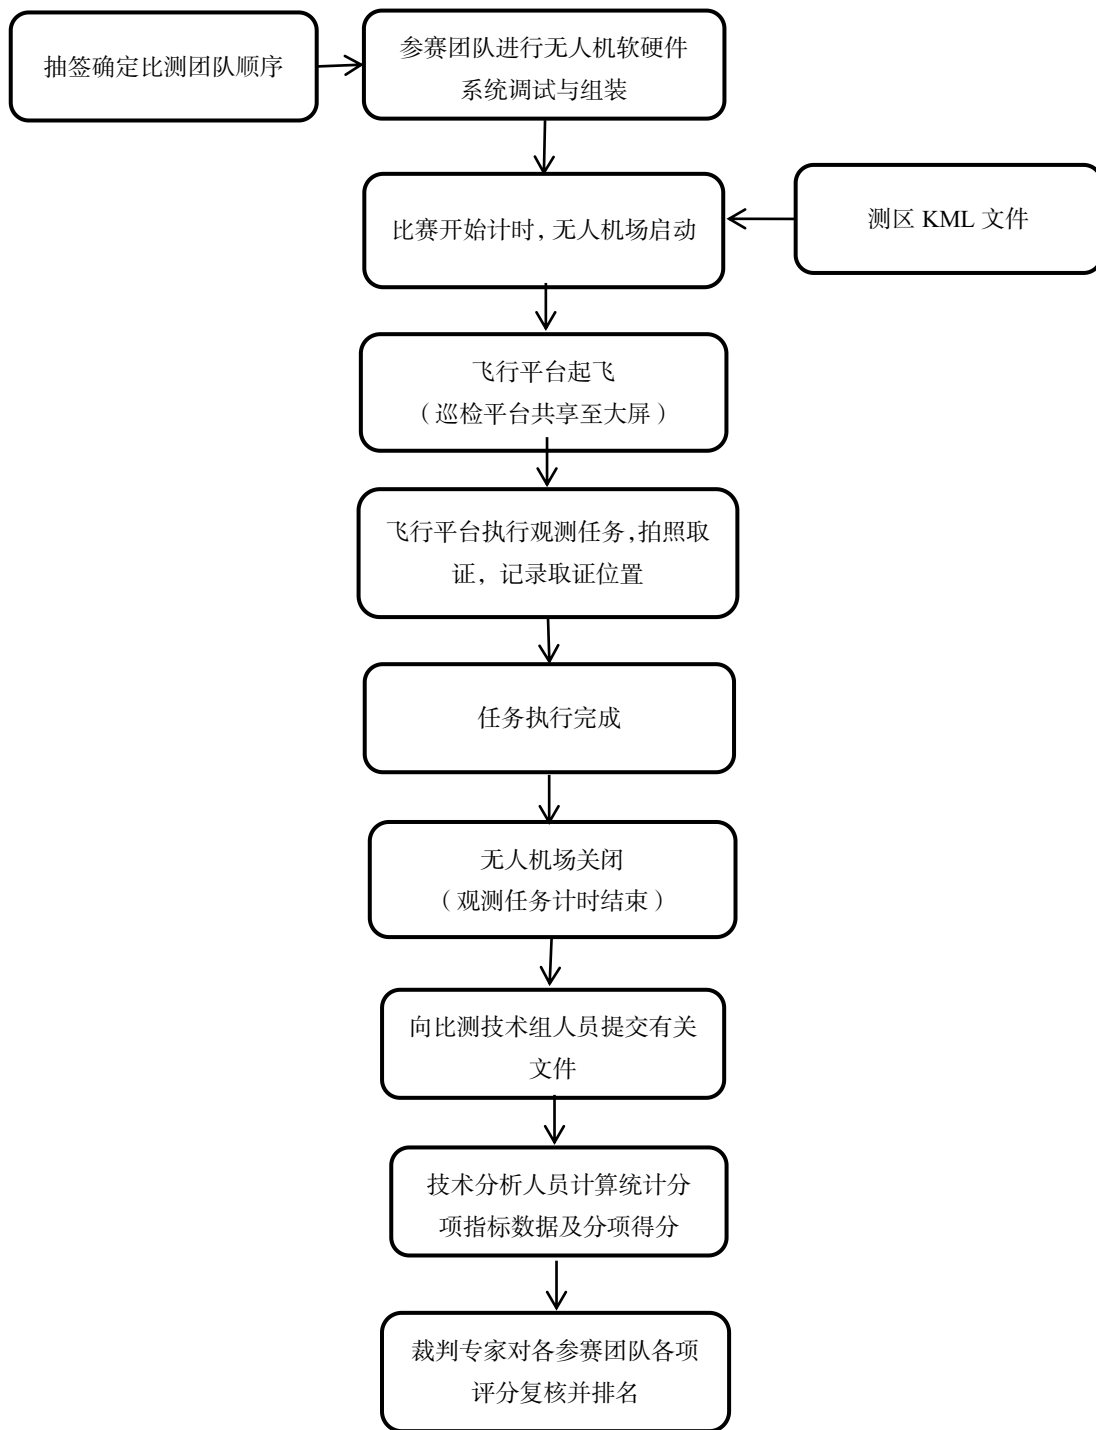 抽签确定比测团队顺序
参赛团队进行无人机软硬件
系统调试与组装
比赛开始计时,无人机场启动
测区 KML 文件
飞行平台起飞
（巡检平台共享至大屏）
飞行平台执行观测任务,拍照取
证，记录取证位置
任务执行完成
无人机场关闭
（观测任务计时结束）
向比测技术组人员提交有关
文件
技术分析人员计算统计分
项指标数据及分项得分
裁判专家对各参赛团队各项
评分复核并排名